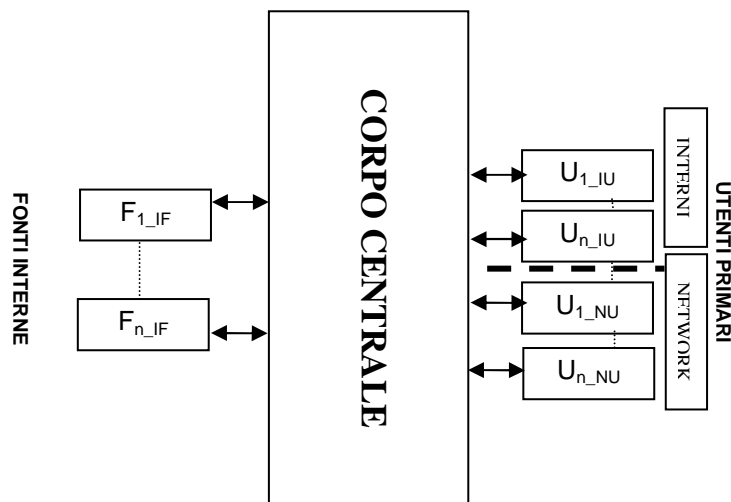 FONTI INTERNE
F1_IF
Fn_IF
CORPO CENTRALE
U1_IU
Un_IU
U1_NU
Un_NU
INTERNI
NETWORK
UTENTI PRIMARI